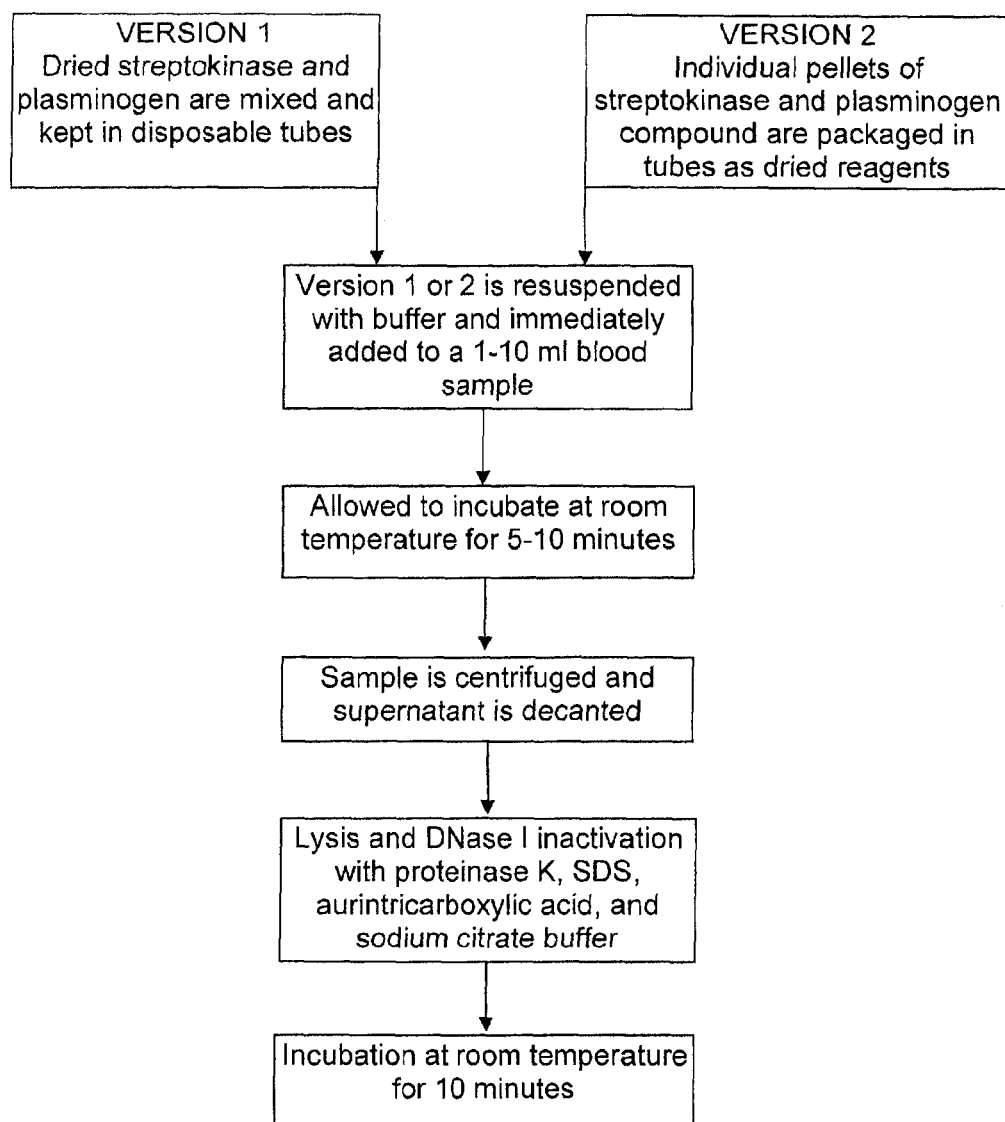 VERSION 1
Dried streptokinase and
plasminogen are mixed and
kept in disposable tubes
VERSION 2
Individual pellets of
streptokinase and plasminogen
compound are packaged in
tubes as dried reagents
Version 1 or 2 is resuspended
with buffer and immediately
added to a 1-10 ml blood
sample
Allowed to incubate at room
temperature for 5-10 minutes
Sample is centrifuged and
supernatant is decanted
Lysis and DNase I inactivation
with proteinase K, SDS,
aurintricarboxylic acid, and
sodium citrate buffer
Incubation at room temperature
for 10 minutes